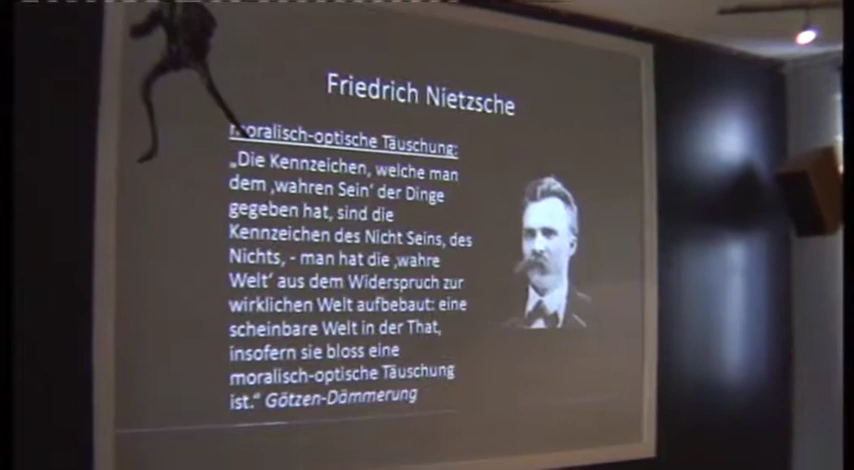 Friedrich Nietzsche
moralisch-optische Täuschung:
„Die Kennzeichen, welche man
dem ‚wahren Sein‘ der Dinge
gegeben hat, sind die
Kennzeichen des Nicht Seins, des
Nichts, - man hat die ‚wahre
Welt‘ aus dem Widerspruch zur
wirklichen Welt aufgebaut: eine
scheinbare Welt in der That,
insofern sie bloss eine
moralisch-optische Täuschung
ist.“ Götzen-Dämmerung